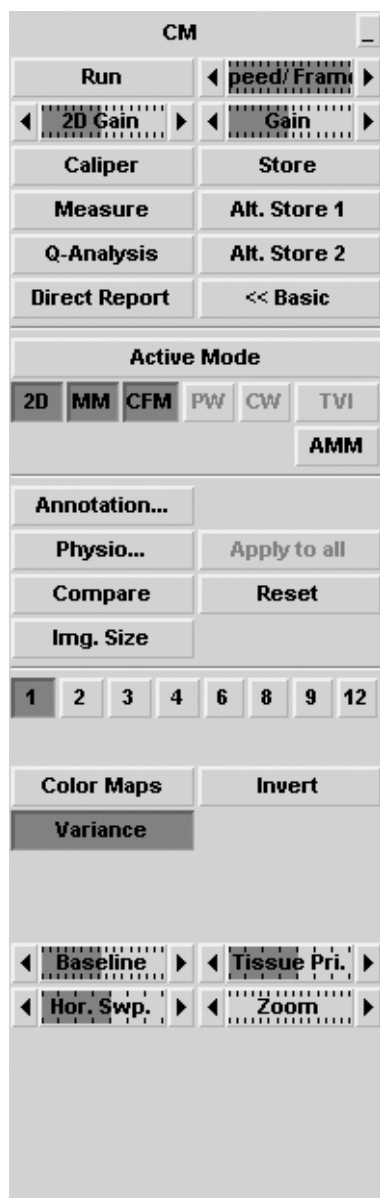 CM _
Run peed/ Frame
2D Gain Gain
Caliper Store
Measure Alt. Store 1
Q-Analysis Alt. Store 2
Direct Report << Basic
Active Mode
2D MM CFM PW CW TVI
AMM
Annotation...
Physio... Apply to all
Compare Reset
Img. Size
1 2 3 4 6 8 9 12
Color Maps Invert
Variance
Baseline Tissue Pri.
Hor. Swp. Zoom